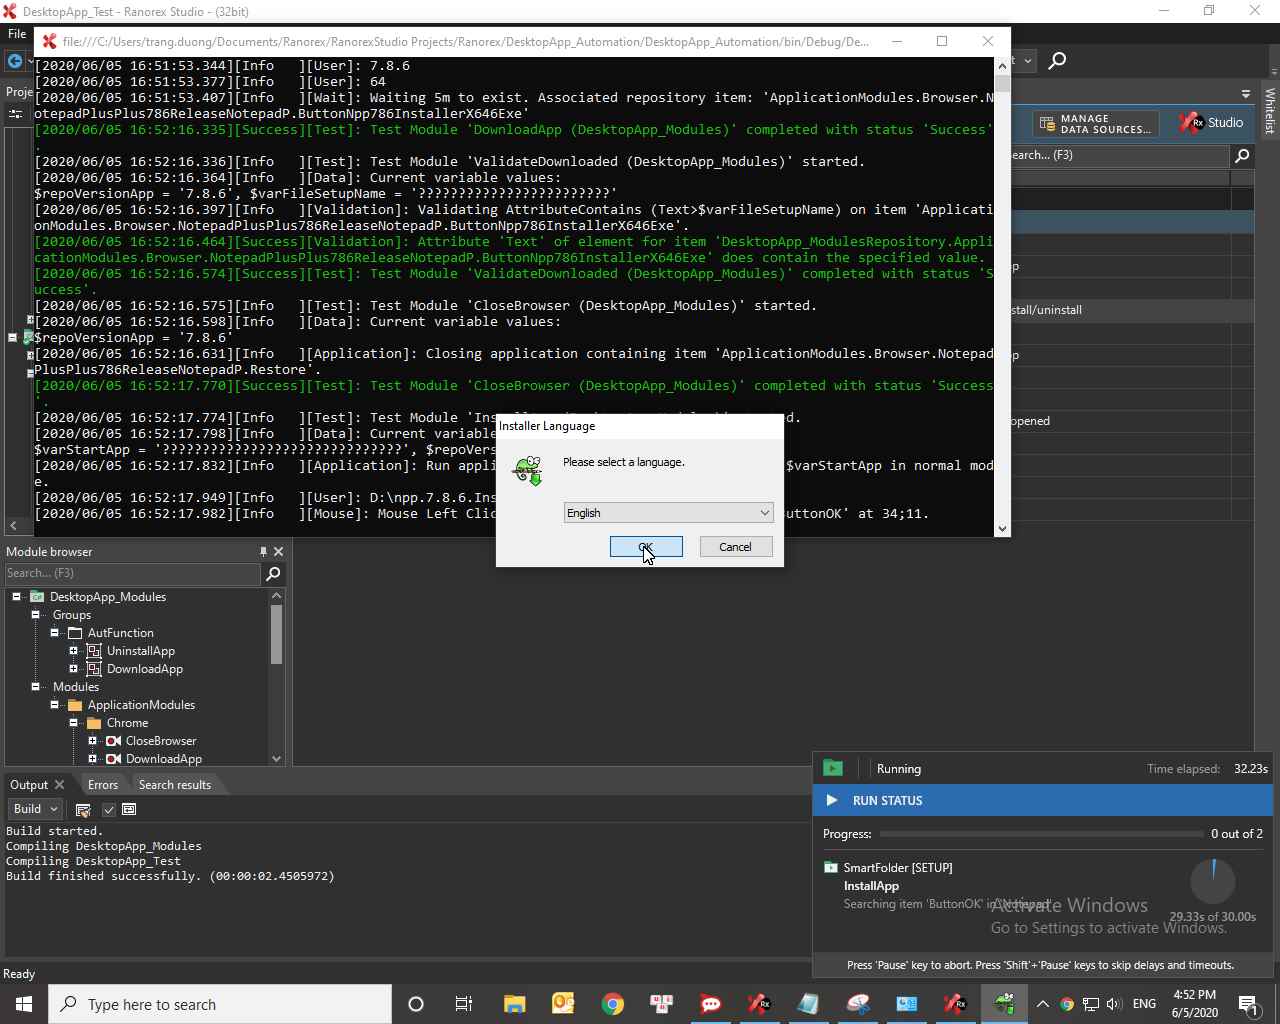 DesktopApp_Test - Ranorex Studio - (32bit)
File
file:///C:/Users/trang.duong/Documents/Ranorex/RanorexStudio Projects/Ranorex/DesktopApp_Automation/DesktopApp_Automation/bin/Debug/De...
[2020/06/05 16:51:53.344][Info   ][User]: 7.8.6
[2020/06/05 16:51:53.377][Info   ][User]: 64
[2020/06/05 16:51:53.407][Info   ][Wait]: Waiting 5m to exist. Associated repository item: 'ApplicationModules.Browser.N
otepadPlusPlus786ReleaseNotepadP.ButtonNpp786InstallerX646Exe'
[2020/06/05 16:52:16.335][Success][Test]: Test Module 'DownloadApp (DesktopApp_Modules)' completed with status 'Success'
.
[2020/06/05 16:52:16.336][Info   ][Test]: Test Module 'ValidateDownloaded (DesktopApp_Modules)' started.
[2020/06/05 16:52:16.364][Info   ][Data]: Current variable values:
$repoVersionApp = '7.8.6', $varFileSetupName = '????????????????????????'
[2020/06/05 16:52:16.397][Info   ][Validation]: Validating AttributeContains (Text>$varFileSetupName) on item 'Applicati
onModules.Browser.NotepadPlusPlus786ReleaseNotepadP.ButtonNpp786InstallerX646Exe'.
[2020/06/05 16:52:16.464][Success][Validation]: Attribute 'Text' of element for item 'DesktopApp_ModulesRepository.Appli
cationModules.Browser.NotepadPlusPlus786ReleaseNotepadP.ButtonNpp786InstallerX646Exe' does contain the specified value.
[2020/06/05 16:52:16.574][Success][Test]: Test Module 'ValidateDownloaded (DesktopApp_Modules)' completed with status 'S
uccess'.
[2020/06/05 16:52:16.575][Info   ][Test]: Test Module 'CloseBrowser (DesktopApp_Modules)' started.
[2020/06/05 16:52:16.598][Info   ][Data]: Current variable values:
$repoVersionApp = '7.8.6'
[2020/06/05 16:52:16.631][Info   ][Application]: Closing application containing item 'ApplicationModules.Browser.Notepad
PlusPlus786ReleaseNotepadP.Restore'.
[2020/06/05 16:52:17.770][Success][Test]: Test Module 'CloseBrowser (DesktopApp_Modules)' completed with status 'Success
'.
[2020/06/05 16:52:17.774][Info   ][Test]: Test Module 'Ins
[2020/06/05 16:52:17.798][Info   ][Data]: Current variable
$varStartApp = '??????????????????????????????', $repoVers
[2020/06/05 16:52:17.832][Info   ][Application]: Run appli $varStartApp in normal mod
e.
[2020/06/05 16:52:17.949][Info   ][User]: D:\npp.7.8.6.Ins
[2020/06/05 16:52:17.982][Info   ][Mouse]: Mouse Left Clic uttonOK' at 34;11.
Installer Language
Please select a language.
English
OK
Cancel
Proje
MANAGE
DATA SOURCES...
Studio
earch... (F3)
Whitelist
stall/uninstall
opened
Module browser
Search... (F3)
DesktopApp_Modules
Groups
AutFunction
UninstallApp
DownloadApp
Modules
ApplicationModules
Chrome
CloseBrowser
DownloadApp
Output
Errors
Search results
Build
Build started.
Compiling DesktopApp_Modules
Compiling DesktopApp_Test
Build finished successfully. (00:00:02.4505972)
Ready
Running
Time elapsed: 32.23s
RUN STATUS
Progress: 0 out of 2
SmartFolder [SETUP]
InstallApp
Searching item 'ButtonOK' in 'Notepad'
29.33s of 30.00s
Activate Windows
Go to Settings to activate Windows.
Press 'Pause' key to abort. Press 'Shift'+'Pause' keys to skip delays and timeouts.
Type here to search
ENG
4:52 PM
6/5/2020
1